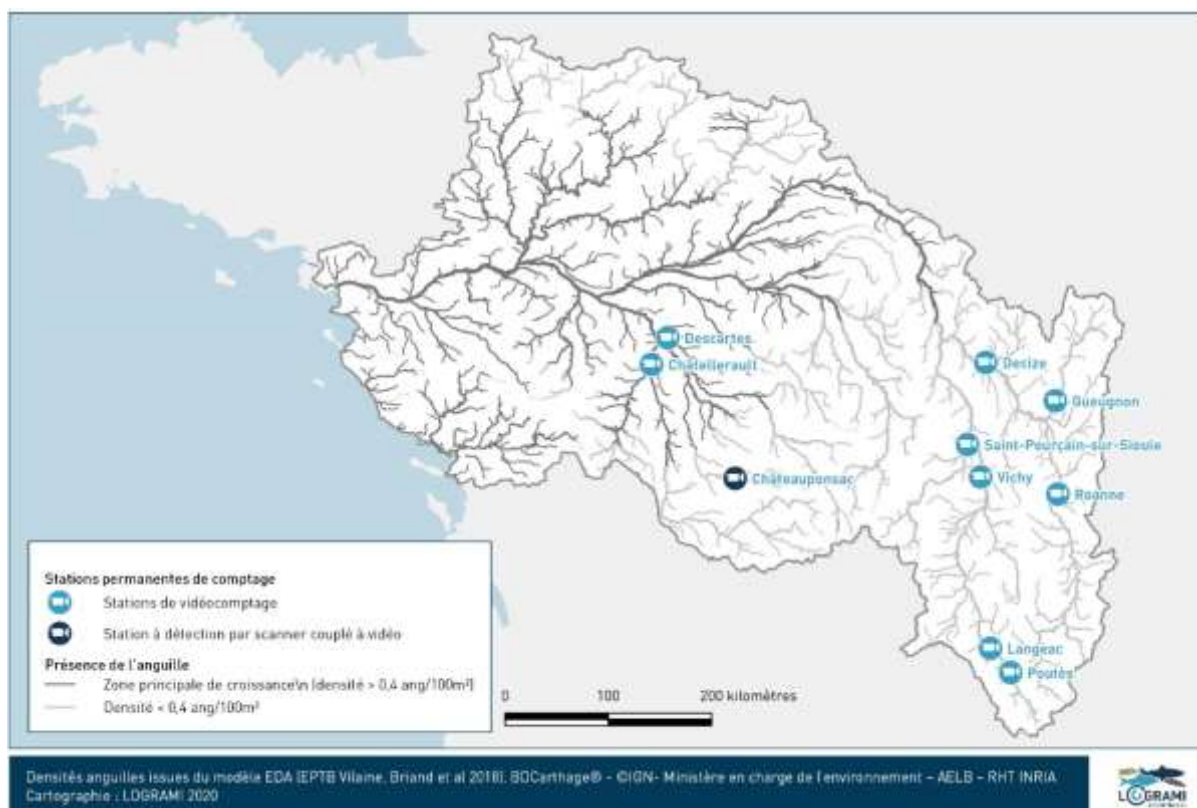 Descartes
Châtellerault
Decize
Gueugnon
Saint-Pourçain-sur-Sioule
Châteauponsac
Vichy
Roanne
Langeac
Poutès
Stations permanentes de comptage
Stations de vidéocomptage
Station à détection par scanner couplé à vidéo
Présence de l'anguille
Zone principale de croissance\n (densité > 0,4 ang/100m²)
Densité < 0,4 ang/100m²
0 100 200 kilomètres
Densités anguilles issues du modèle EDA (EPTB Vilaine, Briand et al 2018), BDCarthage® - ©IGN- Ministère en charge de l'environnement - AELB - RHT INRIA
Cartographie : LOGRAMI 2020
LOGRAMI